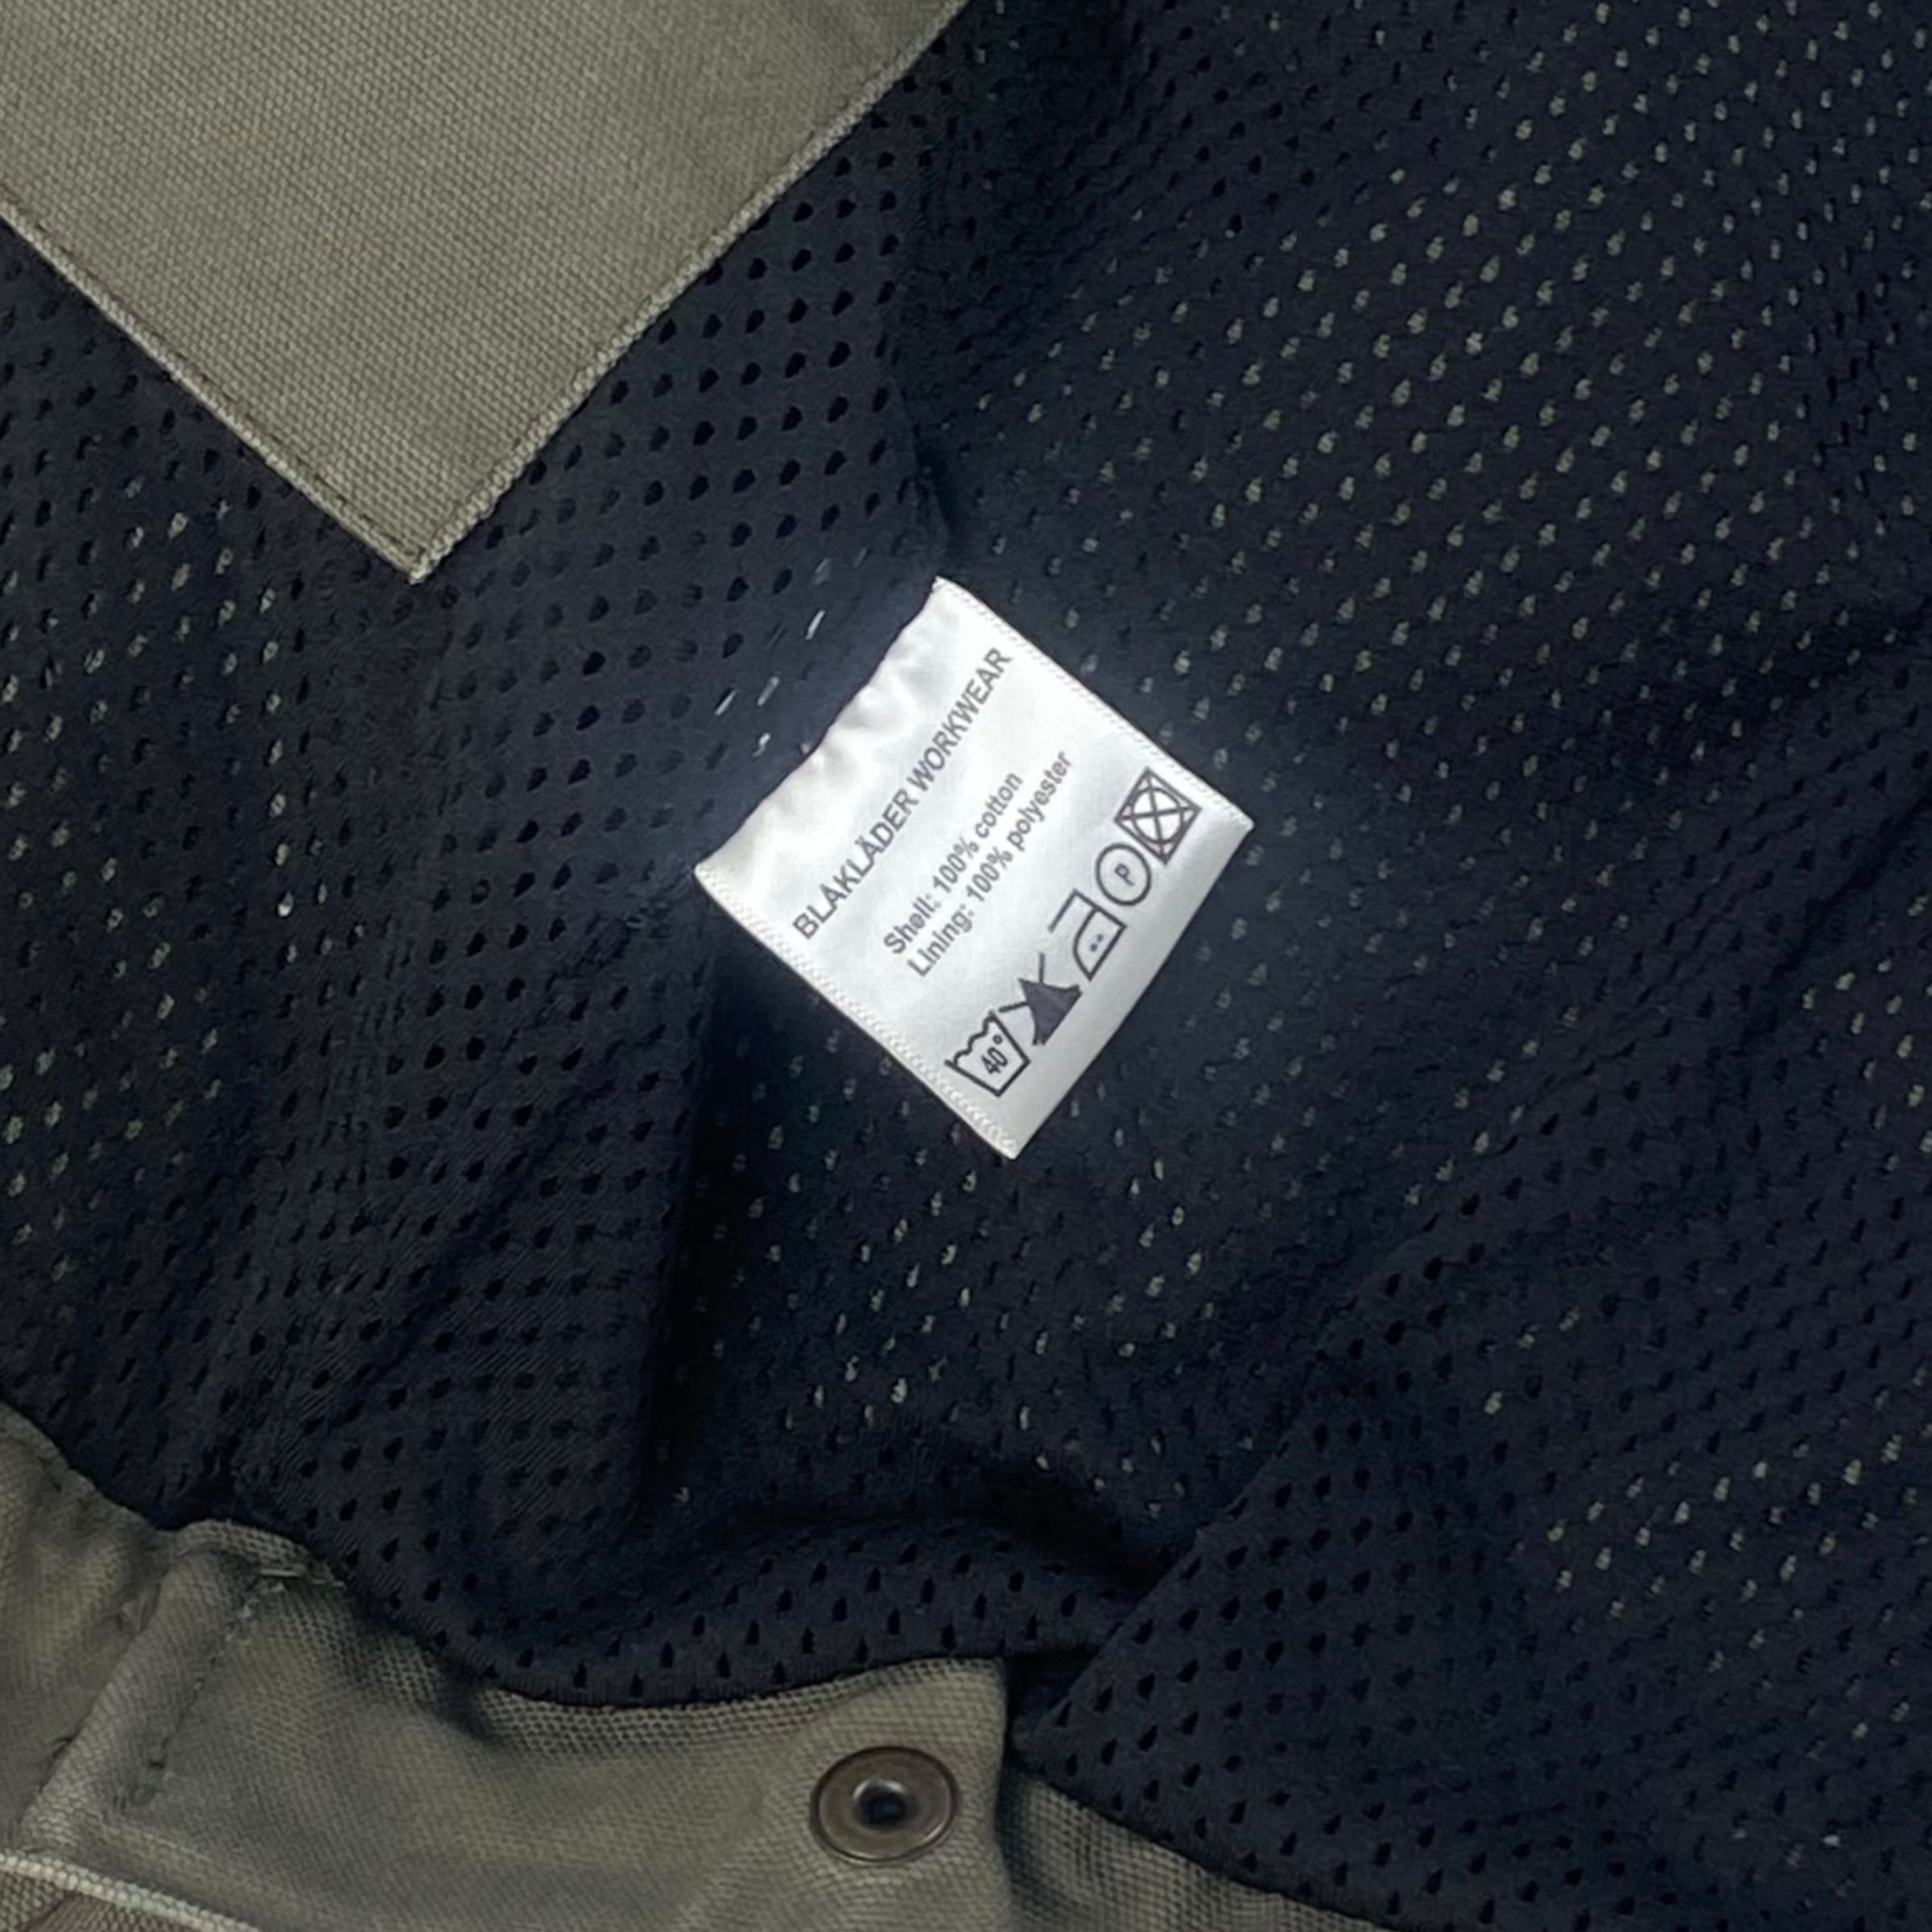 BLÅKLÄDER WORKWEAR
Shell: 100% cotton
Lining: 100% polyester
40° P